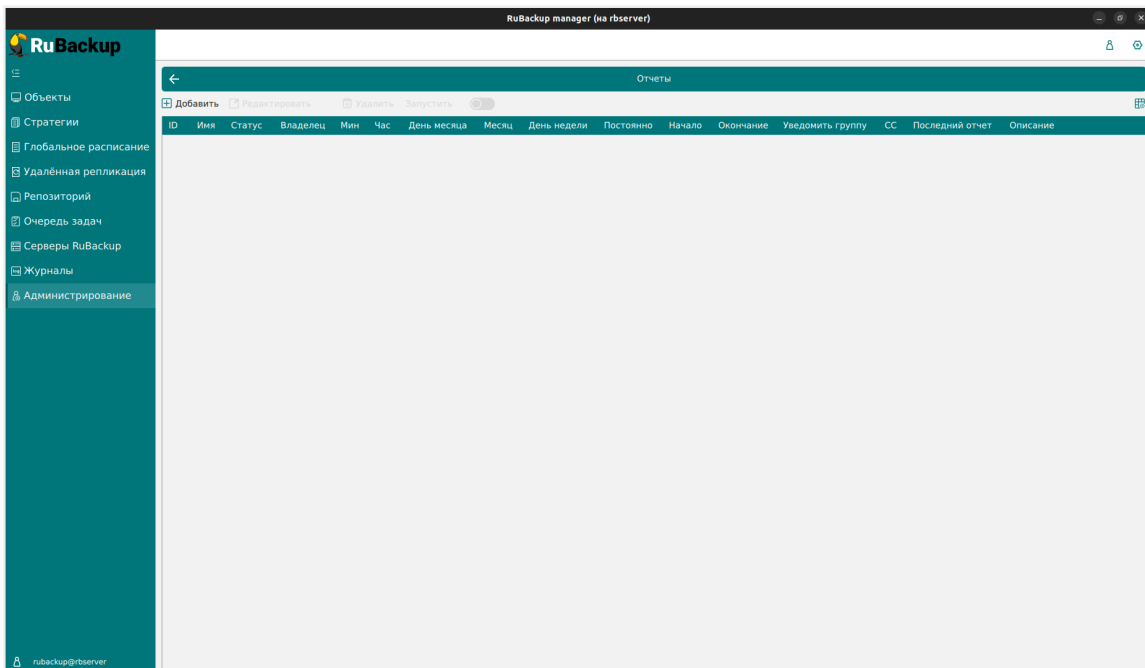 RuBackup manager (на rbserver)
RuBackup
Отчеты
Объекты
Добавить Редактировать Удалить Запустить
Стратегии
ID Имя Статус Владелец Мин Час День месяца Месяц День недели Постоянно Начало Окончание Уведомить группу CC Последний отчет Описание
Глобальное расписание
Удалённая репликация
Репозиторий
Очередь задач
Серверы RuBackup
Журналы
Администрирование
rubackup@rbserver